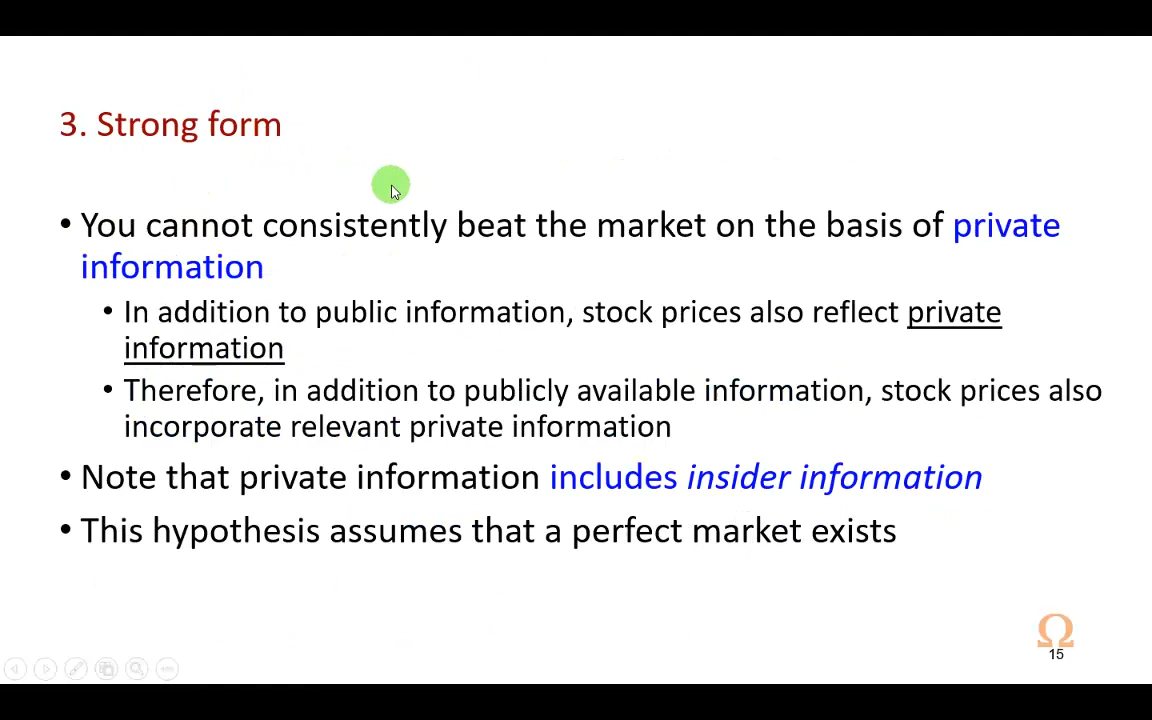 3. Strong form
• You cannot consistently beat the market on the basis of private
information
• In addition to public information, stock prices also reflect private
information
• Therefore, in addition to publicly available information, stock prices also
incorporate relevant private information
• Note that private information includes insider information
• This hypothesis assumes that a perfect market exists
Ω
15